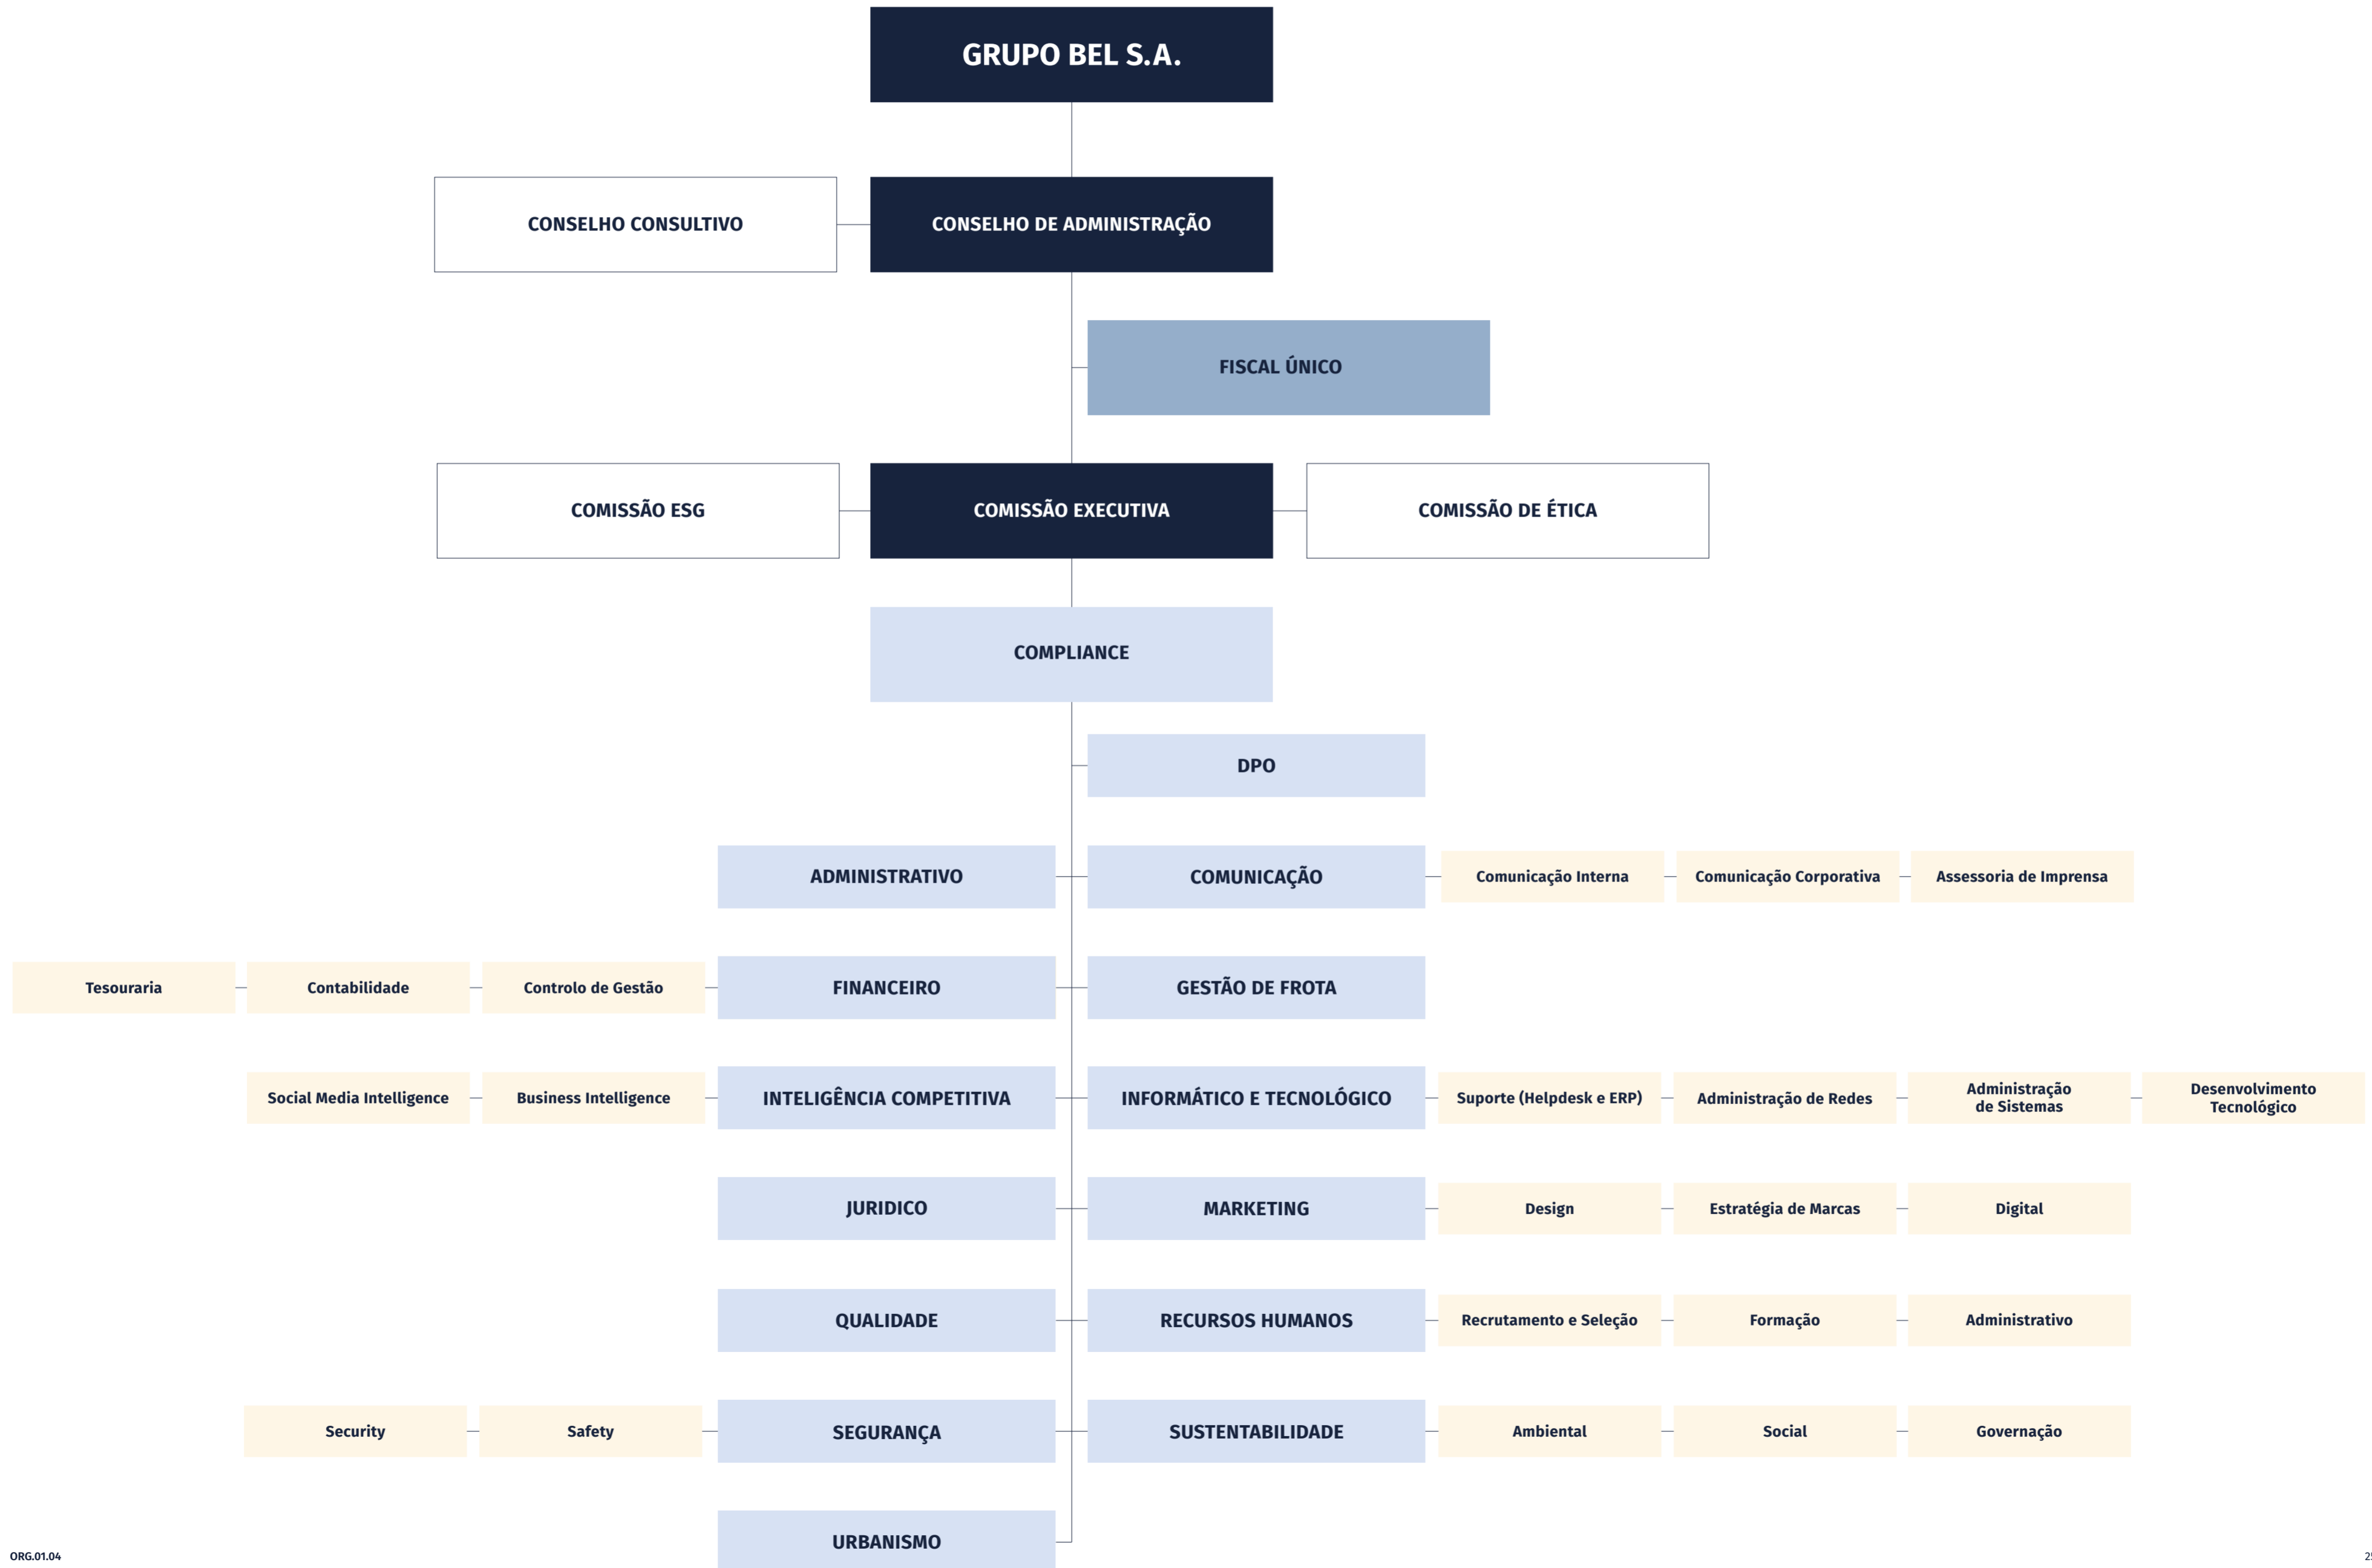 GRUPO BEL S.A.
CONSELHO CONSULTIVO
CONSELHO DE ADMINISTRAÇÃO
FISCAL ÚNICO
COMISSÃO ESG
COMISSÃO EXECUTIVA
COMISSÃO DE ÉTICA
COMPLIANCE
DPO
ADMINISTRATIVO
COMUNICAÇÃO
Comunicação Interna
Comunicação Corporativa
Assessoria de Imprensa
Tesouraria
Contabilidade
Controlo de Gestão
FINANCEIRO
GESTÃO DE FROTA
Social Media Intelligence
Business Intelligence
INTELIGÊNCIA COMPETITIVA
INFORMÁTICO E TECNOLÓGICO
Suporte (Helpdesk e ERP)
Administração de Redes
Administração
de Sistemas
Desenvolvimento
Tecnológico
JURIDICO
MARKETING
Design
Estratégia de Marcas
Digital
QUALIDADE
RECURSOS HUMANOS
Recrutamento e Seleção
Formação
Administrativo
Security
Safety
SEGURANÇA
SUSTENTABILIDADE
Ambiental
Social
Governação
URBANISMO
ORG.01.04